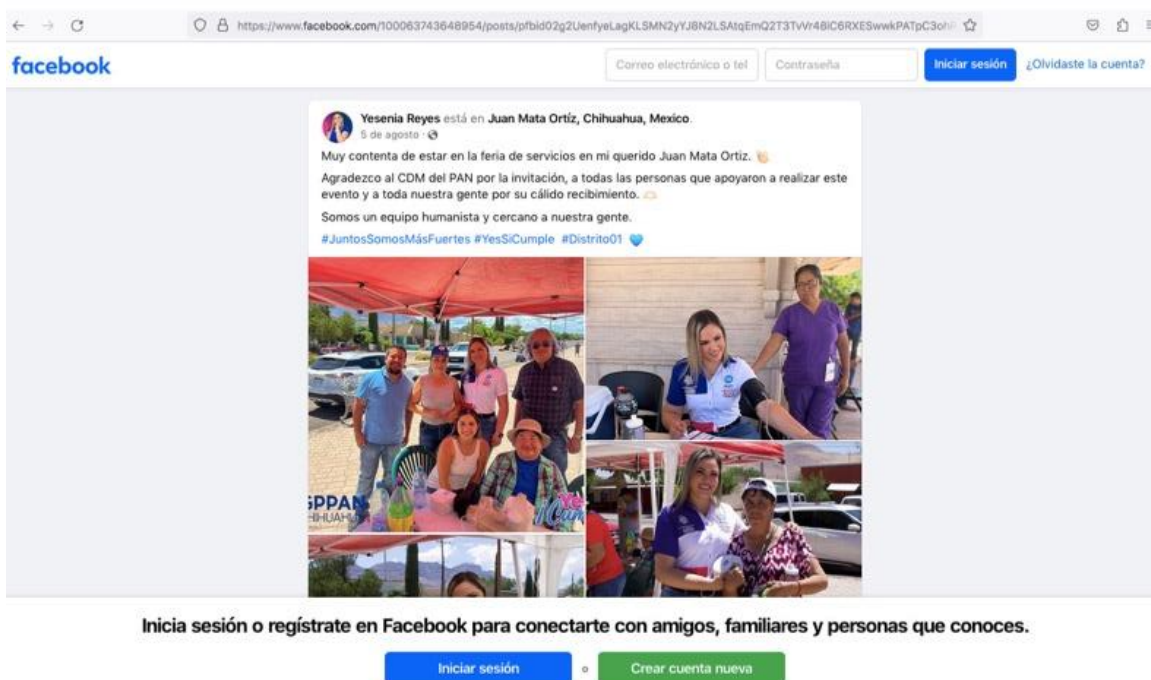 https://www.facebook.com/100063743648954/posts/
facebook
Correo electrónico o tel
Contraseña
Iniciar sesión
¿Olvidaste la cuenta?
Yesenia Reyes está en Juan Mata Ortíz, Chihuahua, Mexico.
5 de agosto ·
Muy contenta de estar en la feria de servicios en mi querido Juan Mata Ortiz.
Agradezco al CDM del PAN por la invitación, a todas las personas que apoyaron a realizar este
evento y a toda nuestra gente por su cálido recibimiento.
Somos un equipo humanista y cercano a nuestra gente.
#JuntosSomosMásFuertes #YesSiCumple #Distrito01
GPPAN
Inicia sesión o regístrate en Facebook para conectarte con amigos, familiares y personas que conoces.
Iniciar sesión
o
Crear cuenta nueva